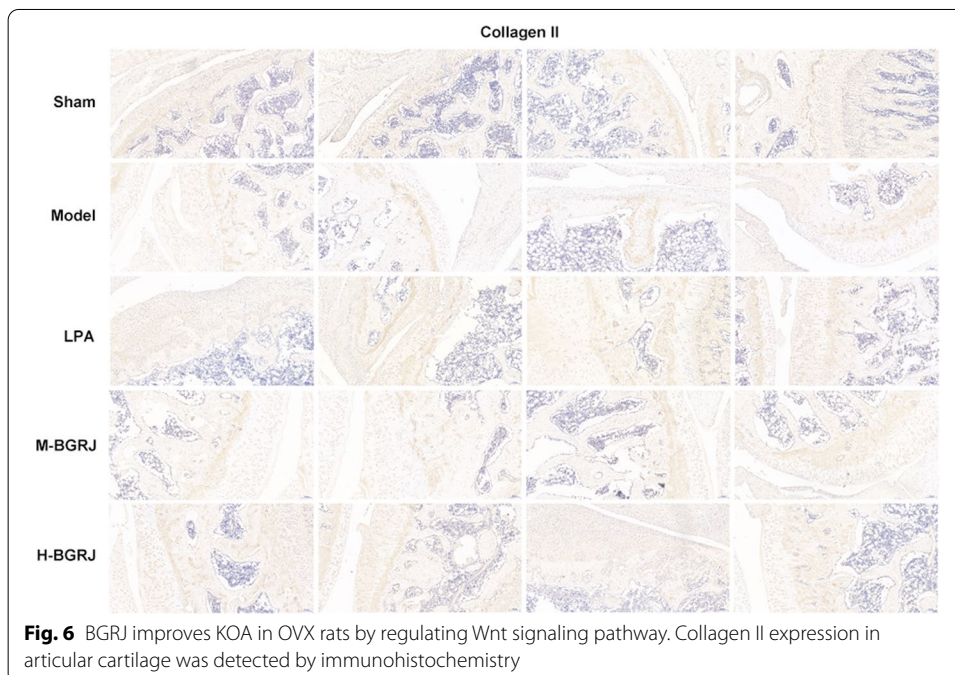 Collagen II
Sham
Model
LPA
M-BGRJ
H-BGRJ
Fig. 6 BGRJ improves KOA in OVX rats by regulating Wnt signaling pathway. Collagen II expression in
articular cartilage was detected by immunohistochemistry